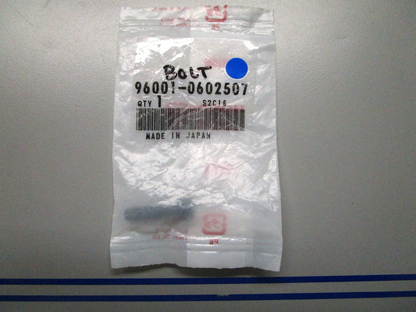 BOLT
96001-0602507
QTY 1 S2C16
MADE IN JAPAN